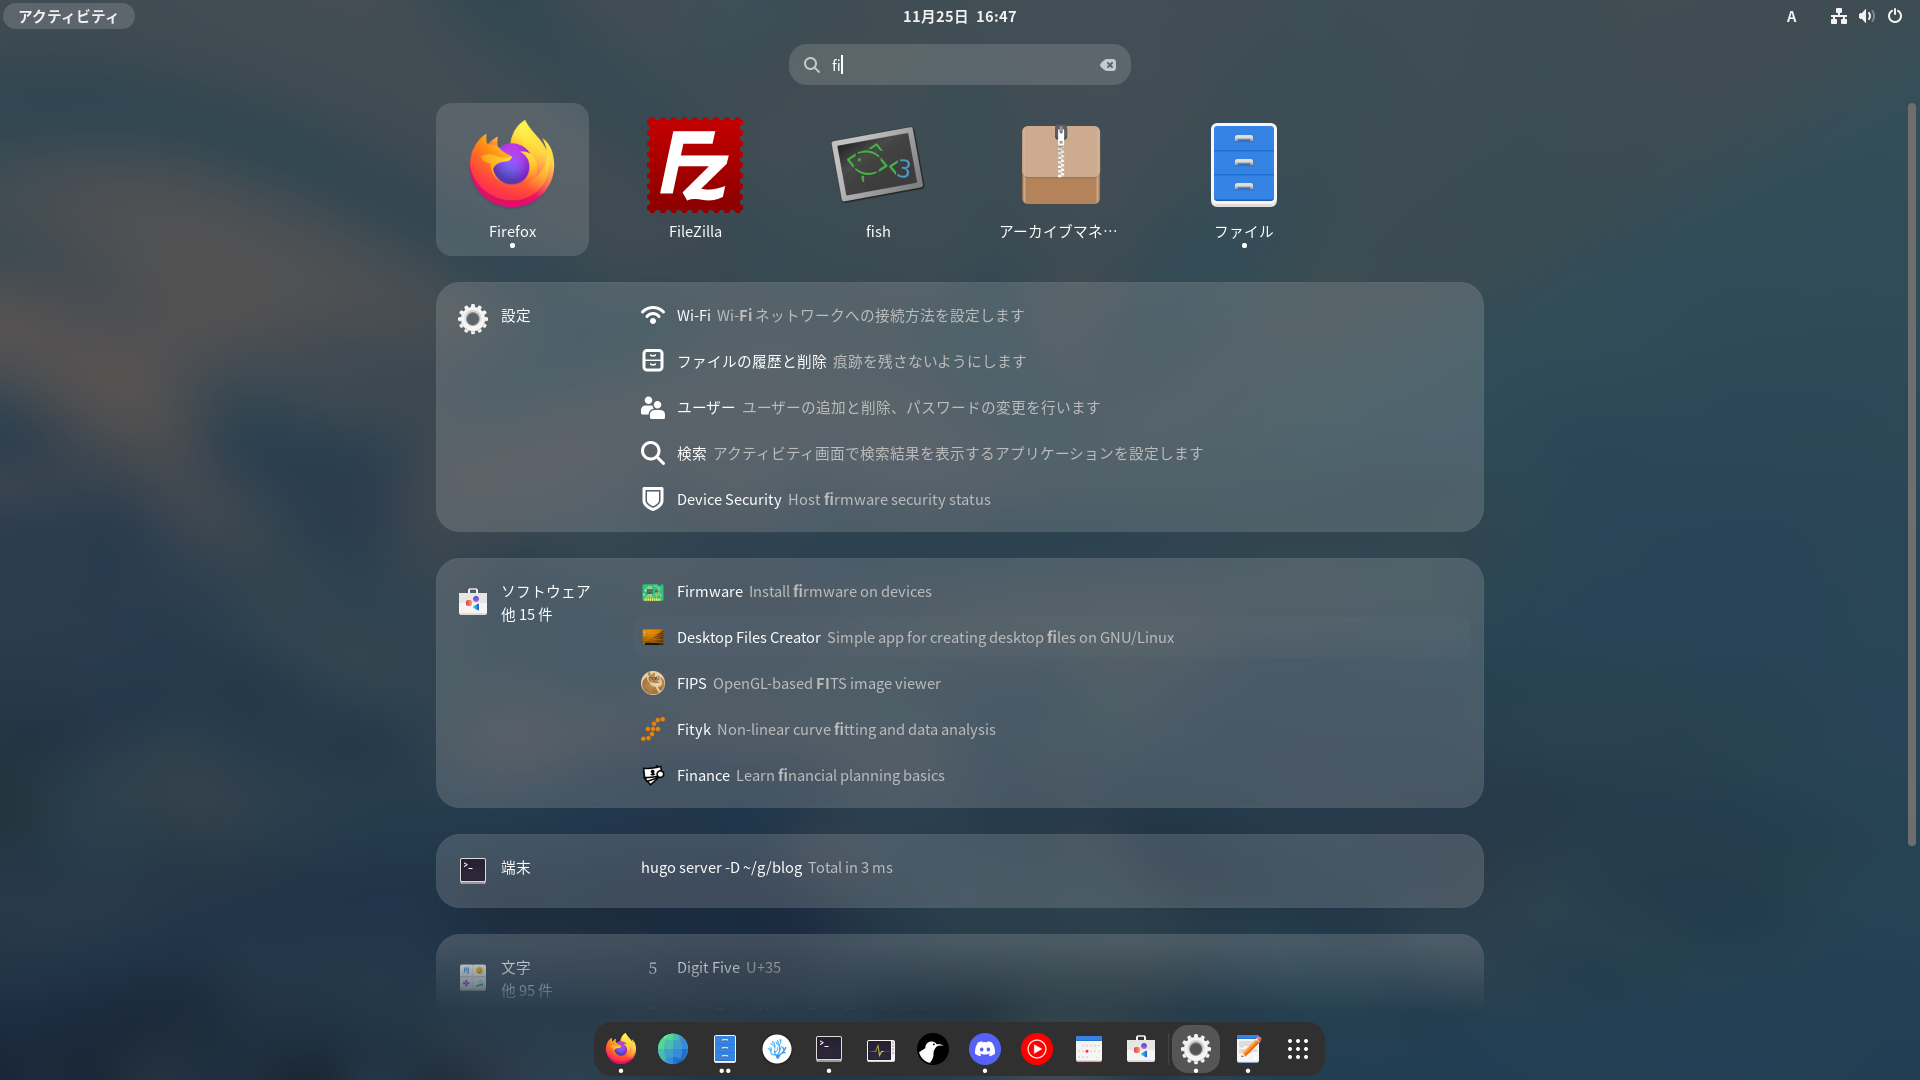 アクティビティ
11月25日 16:47
A
fi
Firefox
FileZilla
fish
アーカイブマネ…
ファイル
設定
Wi-Fi Wi-Fi ネットワークへの接続方法を設定します
ファイルの履歴と削除 痕跡を残さないようにします
ユーザー ユーザーの追加と削除、パスワードの変更を行います
検索 アクティビティ画面で検索結果を表示するアプリケーションを設定します
Device Security Host firmware security status
ソフトウェア
他 15 件
Firmware Install firmware on devices
Desktop Files Creator Simple app for creating desktop files on GNU/Linux
FIPS OpenGL-based FITS image viewer
Fityk Non-linear curve fitting and data analysis
Finance Learn financial planning basics
端末
hugo server -D ~/g/blog Total in 3 ms
文字
他 95 件
5 Digit Five U+35